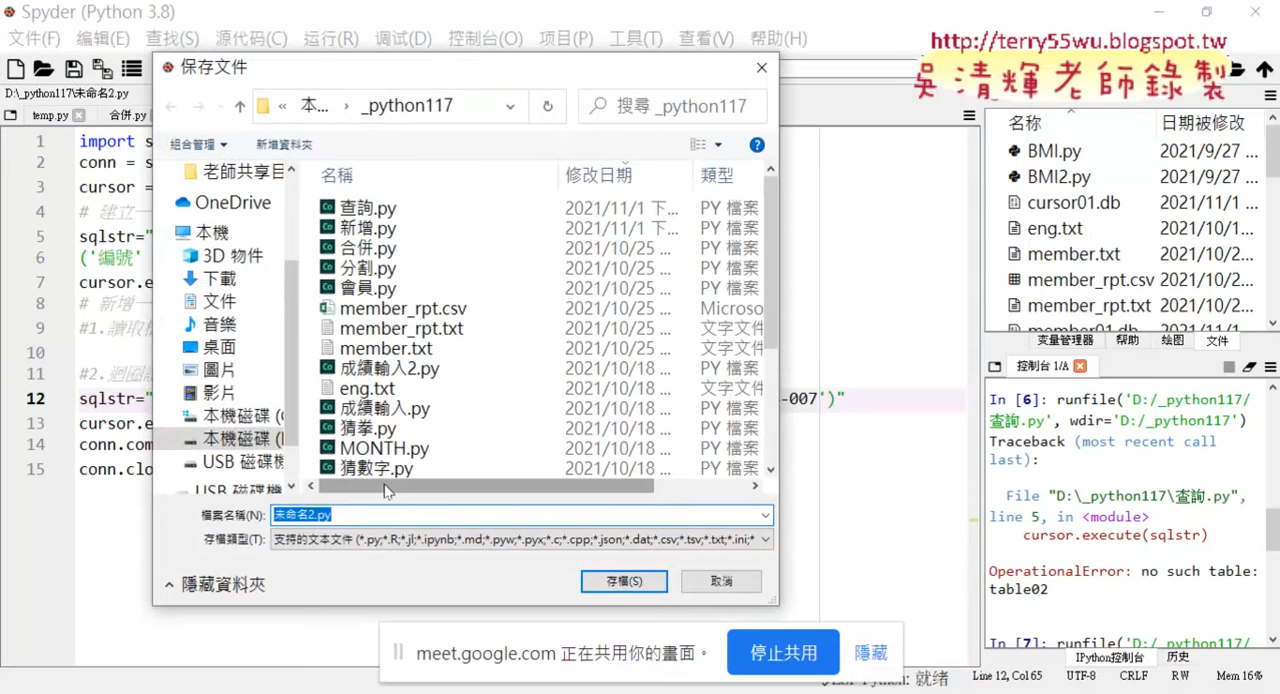 Spyder (Python 3.8)
文件(F) 编辑(E) 查找(S) 源代码(C) 运行(R) 调试(D) 控制台(O) 项目(P) 工具(T) 查看(V) 帮助(H)
http://terry55wu.blogspot.tw
吳清輝老師錄製
D:\_python117\未命名2.py
temp.py 合併.py
1 import s
2 conn = s
3 cursor =
4 # 建立一
5 sqlstr="
6 ('編號'
7 cursor.e
8 # 新增一
9 #1.讀取
10
11 #2.迴圈
12 sqlstr=" -007')"
13 cursor.e
14 conn.com
15 conn.clo
保存文件
« 本... › _python117
搜尋 _python117
組合管理 新增資料夾
老師共享目
OneDrive
本機
3D 物件
下載
文件
音樂
桌面
圖片
影片
本機磁碟 (
本機磁碟 (
USB 磁碟機
USB 磁碟機
名稱 修改日期 類型
查詢.py 2021/11/1 下... PY 檔案
新增.py 2021/11/1 下... PY 檔案
合併.py 2021/10/25 ... PY 檔案
分割.py 2021/10/25 ... PY 檔案
會員.py 2021/10/25 ... PY 檔案
member_rpt.csv 2021/10/25 ... Microso
member_rpt.txt 2021/10/25 ... 文字文件
member.txt 2021/10/25 ... 文字文件
成績輸入2.py 2021/10/18 ... PY 檔案
eng.txt 2021/10/18 ... 文字文件
成績輸入.py 2021/10/18 ... PY 檔案
猜拳.py 2021/10/18 ... PY 檔案
MONTH.py 2021/10/18 ... PY 檔案
猜數字.py 2021/10/18 ... PY 檔案
檔案名稱(N): 未命名2.py
存檔類型(T): 支持的文本文件 (*.py;*.R;*.jl;*.ipynb;*.md;*.pyw;*.pyx;*.c;*.cpp;*.json;*.dat;*.csv;*.tsv;*.txt;*.ini;*
隱藏資料夾 存檔(S) 取消
名称 日期被修改
BMI.py 2021/9/27 ...
BMI2.py 2021/9/27 ...
cursor01.db 2021/11/1 ...
eng.txt 2021/10/1 ...
member.txt 2021/10/2...
member_rpt.csv 2021/10/2...
member_rpt.txt 2021/10/2...
member01.db 2021/11/1 ...
变量管理器 帮助 绘图 文件
控制台 1/A
In [6]: runfile('D:/_python117/
查詢.py', wdir='D:/_python117')
Traceback (most recent call
last):
File "D:\_python117\查詢.py",
line 5, in <module>
cursor.execute(sqlstr)
OperationalError: no such table:
table02
In [7]: runfile('D:/_python117/
IPython控制台 历史
meet.google.com 正在共用你的畫面。 停止共用 隱藏
LSP Python: 就绪 Line 12, Col 65 UTF-8 CRLF RW Mem 16%